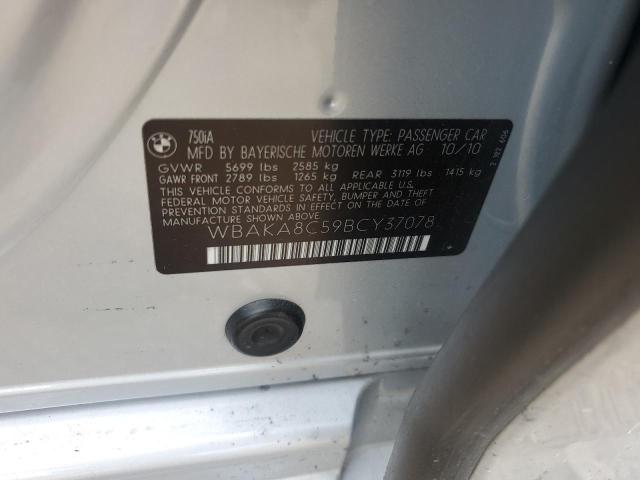 BMW
750iA VEHICLE TYPE: PASSENGER CAR
MFD BY BAYERISCHE MOTOREN WERKE AG 10/10
GVWR 5699 lbs 2585 kg
GAWR FRONT 2789 lbs 1265 kg REAR 3119 lbs 1415 kg
THIS VEHICLE CONFORMS TO ALL APPLICABLE U.S.
FEDERAL MOTOR VEHICLE SAFETY, BUMPER, AND THEFT
PREVENTION STANDARDS IN EFFECT ON THE DATE OF
MANUFACTURE SHOWN ABOVE.
WBAKA8C59BCY37078